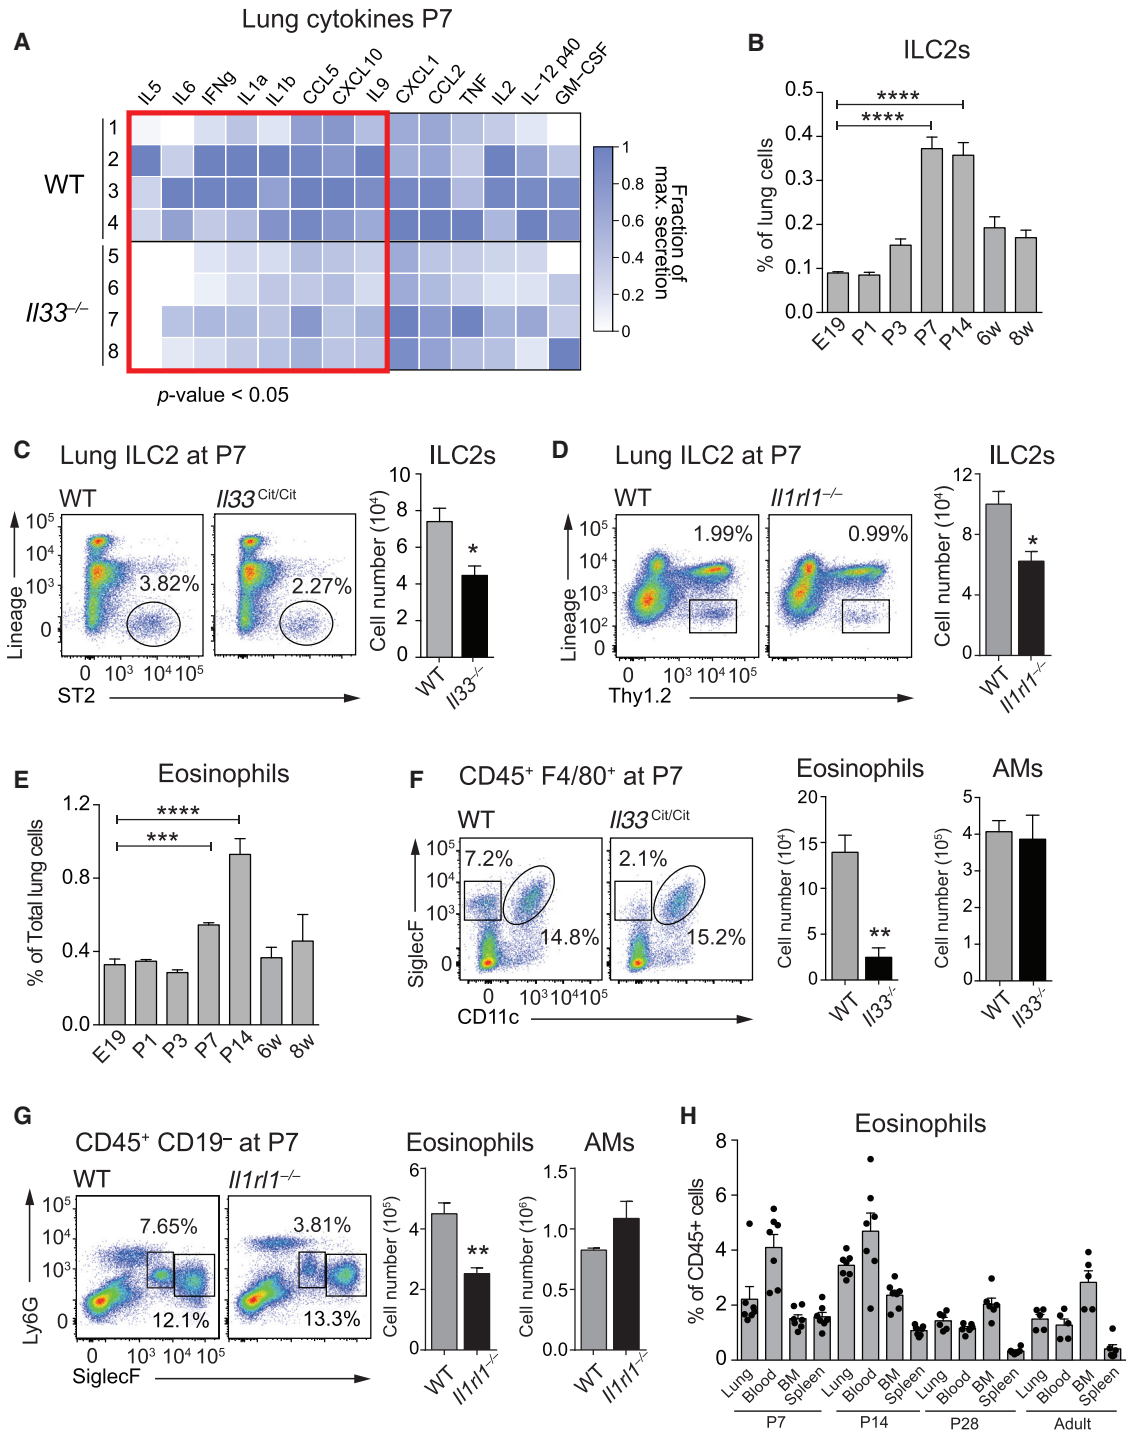 Lung cytokines P7
A
IL5 IL6 IFNg IL1a IL1b CCL5 CXCL10 IL9 CXCL1 CCL2 TNF IL2 IL-12 p40 GM-CSF
WT
1
2
3
4
Il33–/–
5
6
7
8
p-value < 0.05
1
0.8
0.6
0.4
0.2
0
Fraction of
max. secretion
B
ILC2s
% of lung cells
0.5
0.4
0.3
0.2
0.1
0.0
****
****
E19 P1 P3 P7 P14 6w 8w
C
Lung ILC2 at P7
WT
Il33 Cit/Cit
Lineage
10⁵
10⁴
10³
0
3.82%
2.27%
0 10³ 10⁴ 10⁵
ST2
ILC2s
Cell number (10⁴)
10
8
6
4
2
0
*
WT Il33-/-
D
Lung ILC2 at P7
WT
Il1rl1–/–
Lineage
10⁵
10⁴
10³
10²
0
1.99%
0.99%
0 10³ 10⁴ 10⁵
Thy1.2
ILC2s
Cell number (10⁴)
12
8
4
0
*
WT Il1rl1–/–
E
Eosinophils
% of Total lung cells
1.2
0.8
0.4
0.0
****
***
E19 P1 P3 P7 P14 6w 8w
F
CD45⁺ F4/80⁺ at P7
WT
Il33 Cit/Cit
SiglecF
10⁵
10⁴
10³
0
7.2%
14.8%
2.1%
15.2%
0 10³ 10⁴ 10⁵
CD11c
Eosinophils
Cell number (10⁴)
20
15
10
5
0
**
WT Il33-/-
AMs
Cell number (10⁵)
5
4
3
2
1
0
WT Il33-/-
G
CD45⁺ CD19– at P7
WT
Il1rl1–/–
Ly6G
10⁵
10⁴
10³
0
7.65%
12.1%
3.81%
13.3%
0 10³ 10⁴ 10⁵
SiglecF
Eosinophils
Cell number (10⁵)
6
4
2
0
**
WT Il1rl1–/–
AMs
Cell number (10⁶)
1.5
1.0
0.5
0.0
WT Il1rl1–/–
H
Eosinophils
% of CD45+ cells
8
6
4
2
0
Lung Blood BM Spleen Lung Blood BM Spleen Lung Blood BM Spleen Lung Blood BM Spleen
P7 P14 P28 Adult